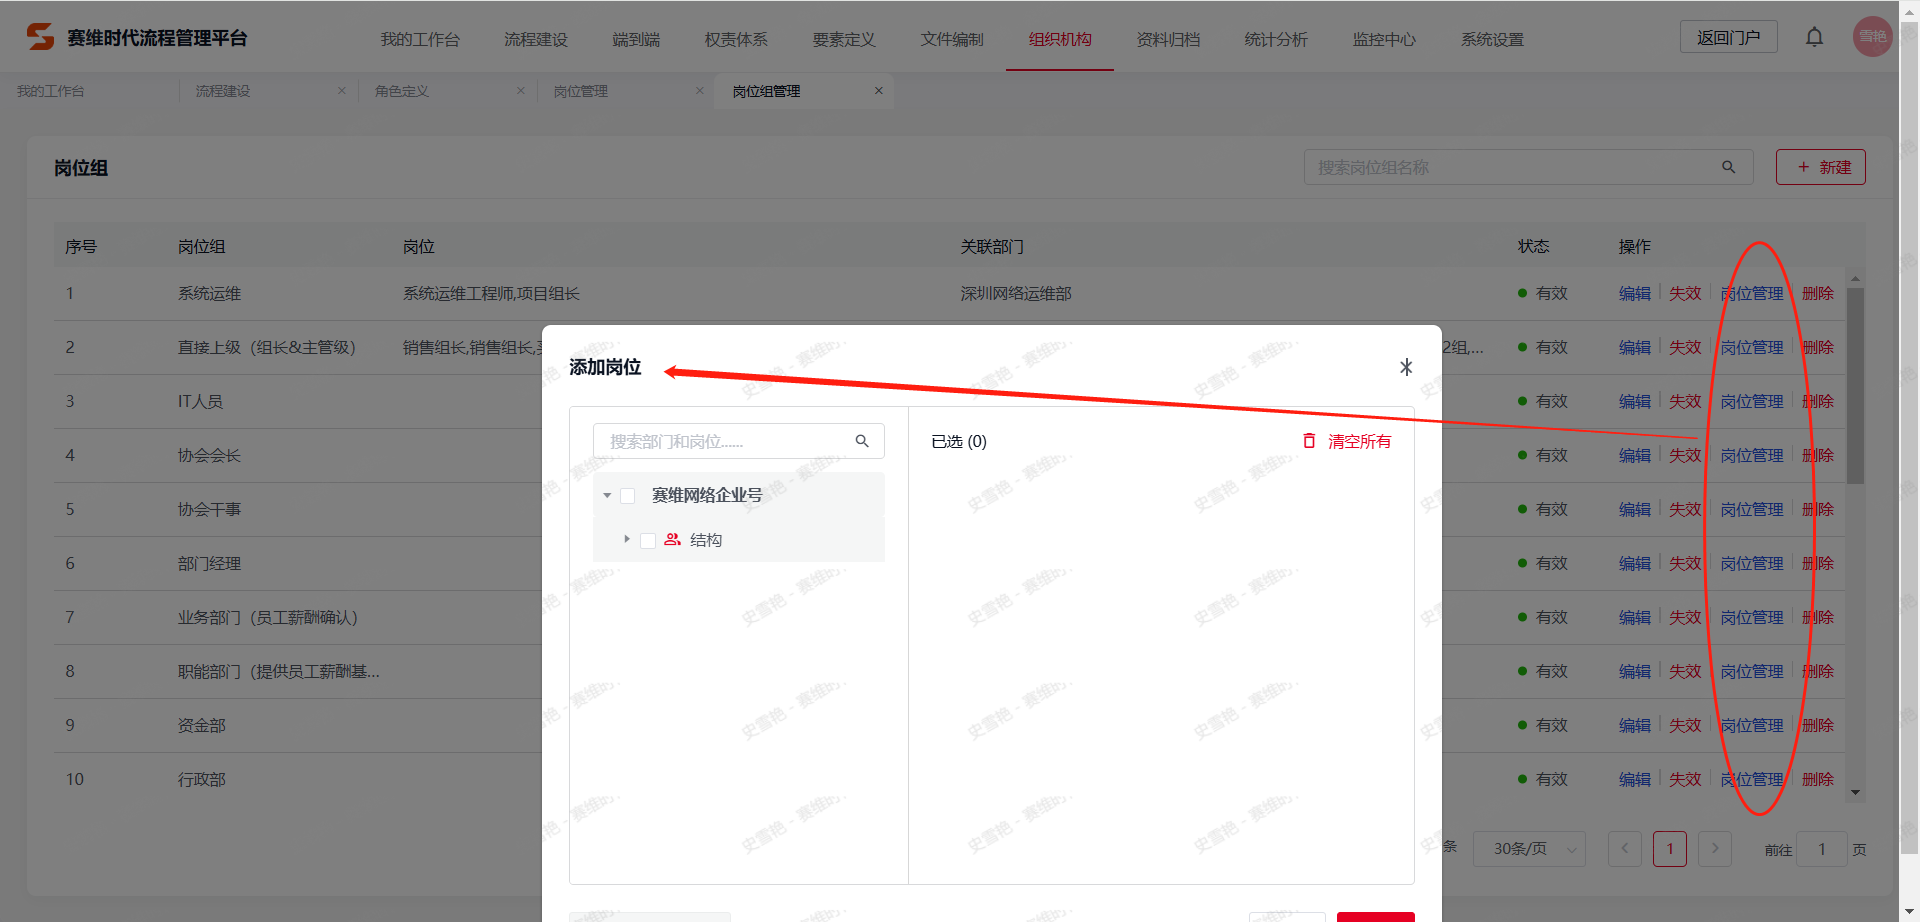 赛维时代流程管理平台
我的工作台 流程建设 端到端 权责体系 要素定义 文件编制 组织机构 资料归档 统计分析 监控中心 系统设置
返回门户
雪艳
我的工作台 流程建设 × 角色定义 × 岗位管理 × 岗位组管理 ×
岗位组
搜索岗位组名称
+ 新建
序号 岗位组 岗位 关联部门 状态 操作
1 系统运维 系统运维工程师,项目组长 深圳网络运维部 有效 编辑 失效 岗位管理 删除
2 直接上级（组长&主管级） 销售组长,销售组长, 2组,... 有效 编辑 失效 岗位管理 删除
3 IT人员 有效 编辑 失效 岗位管理 删除
4 协会会长 有效 编辑 失效 岗位管理 删除
5 协会干事 有效 编辑 失效 岗位管理 删除
6 部门经理 有效 编辑 失效 岗位管理 删除
7 业务部门（员工薪酬确认） 有效 编辑 失效 岗位管理 删除
8 职能部门（提供员工薪酬基... 有效 编辑 失效 岗位管理 删除
9 资金部 有效 编辑 失效 岗位管理 删除
10 行政部 有效 编辑 失效 岗位管理 删除
条 30条/页 < 1 > 前往 1 页
添加岗位
搜索部门和岗位......
赛维网络企业号
结构
已选 (0)
清空所有
史雪艳 - 赛维时